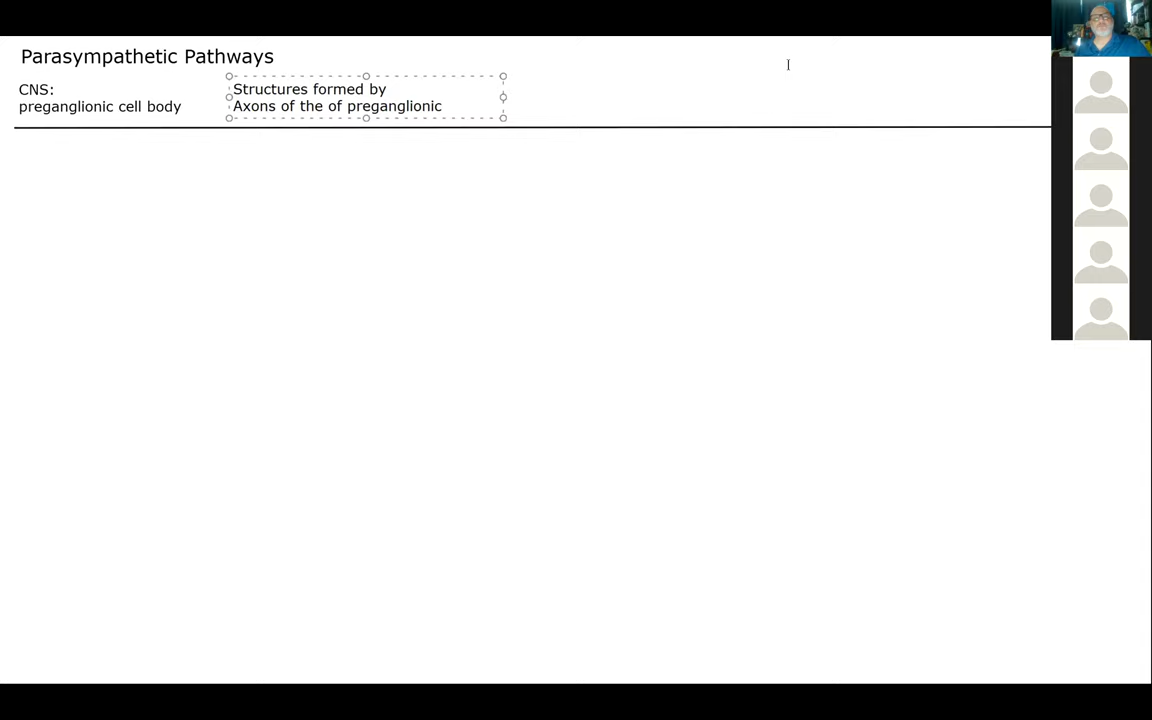 Parasympathetic Pathways
CNS:
preganglionic cell body
Structures formed by
Axons of the of preganglionic